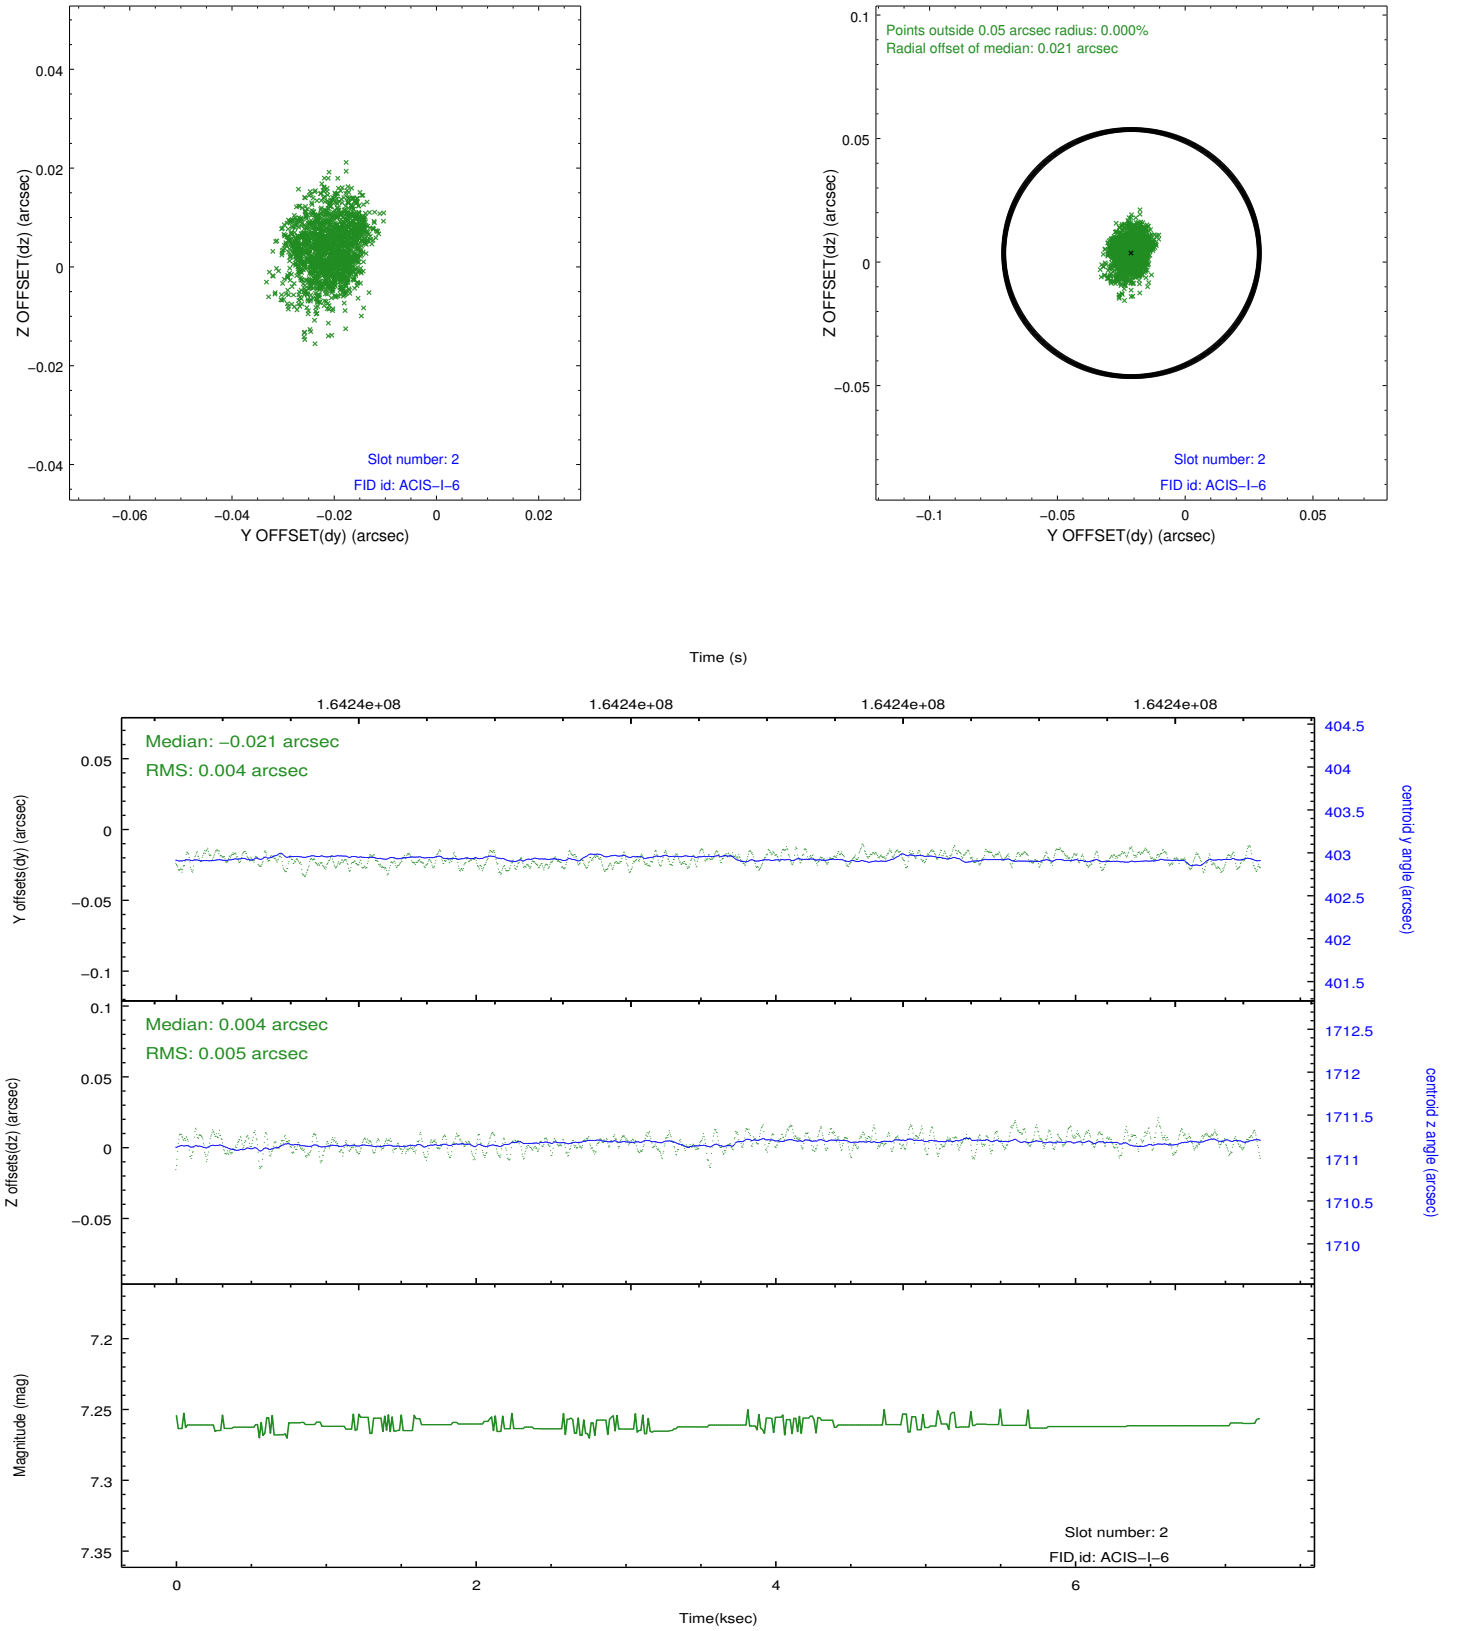 0.04
0.02
0
−0.02
−0.04
Z OFFSET(dz) (arcsec)
Slot number: 2
FID id: ACIS−I−6
−0.06
−0.04
−0.02
0
0.02
Y OFFSET(dy) (arcsec)
Points outside 0.05 arcsec radius: 0.000%
Radial offset of median: 0.021 arcsec
0.1
0.05
0
−0.05
Z OFFSET(dz) (arcsec)
Slot number: 2
FID id: ACIS−I−6
−0.1
−0.05
0
0.05
Y OFFSET(dy) (arcsec)
Time (s)
1.6424e+08
1.6424e+08
1.6424e+08
1.6424e+08
Median: −0.021 arcsec
RMS: 0.004 arcsec
0.05
0
−0.05
−0.1
Y offsets(dy) (arcsec)
404.5
404
403.5
403
402.5
402
401.5
centroid y angle (arcsec)
Median: 0.004 arcsec
RMS: 0.005 arcsec
0.1
0.05
0
−0.05
Z offsets(dz) (arcsec)
1712.5
1712
1711.5
1711
1710.5
1710
centroid z angle (arcsec)
7.2
7.25
7.3
7.35
Magnitude (mag)
Slot number: 2
FID id: ACIS−I−6
0
2
4
6
Time(ksec)